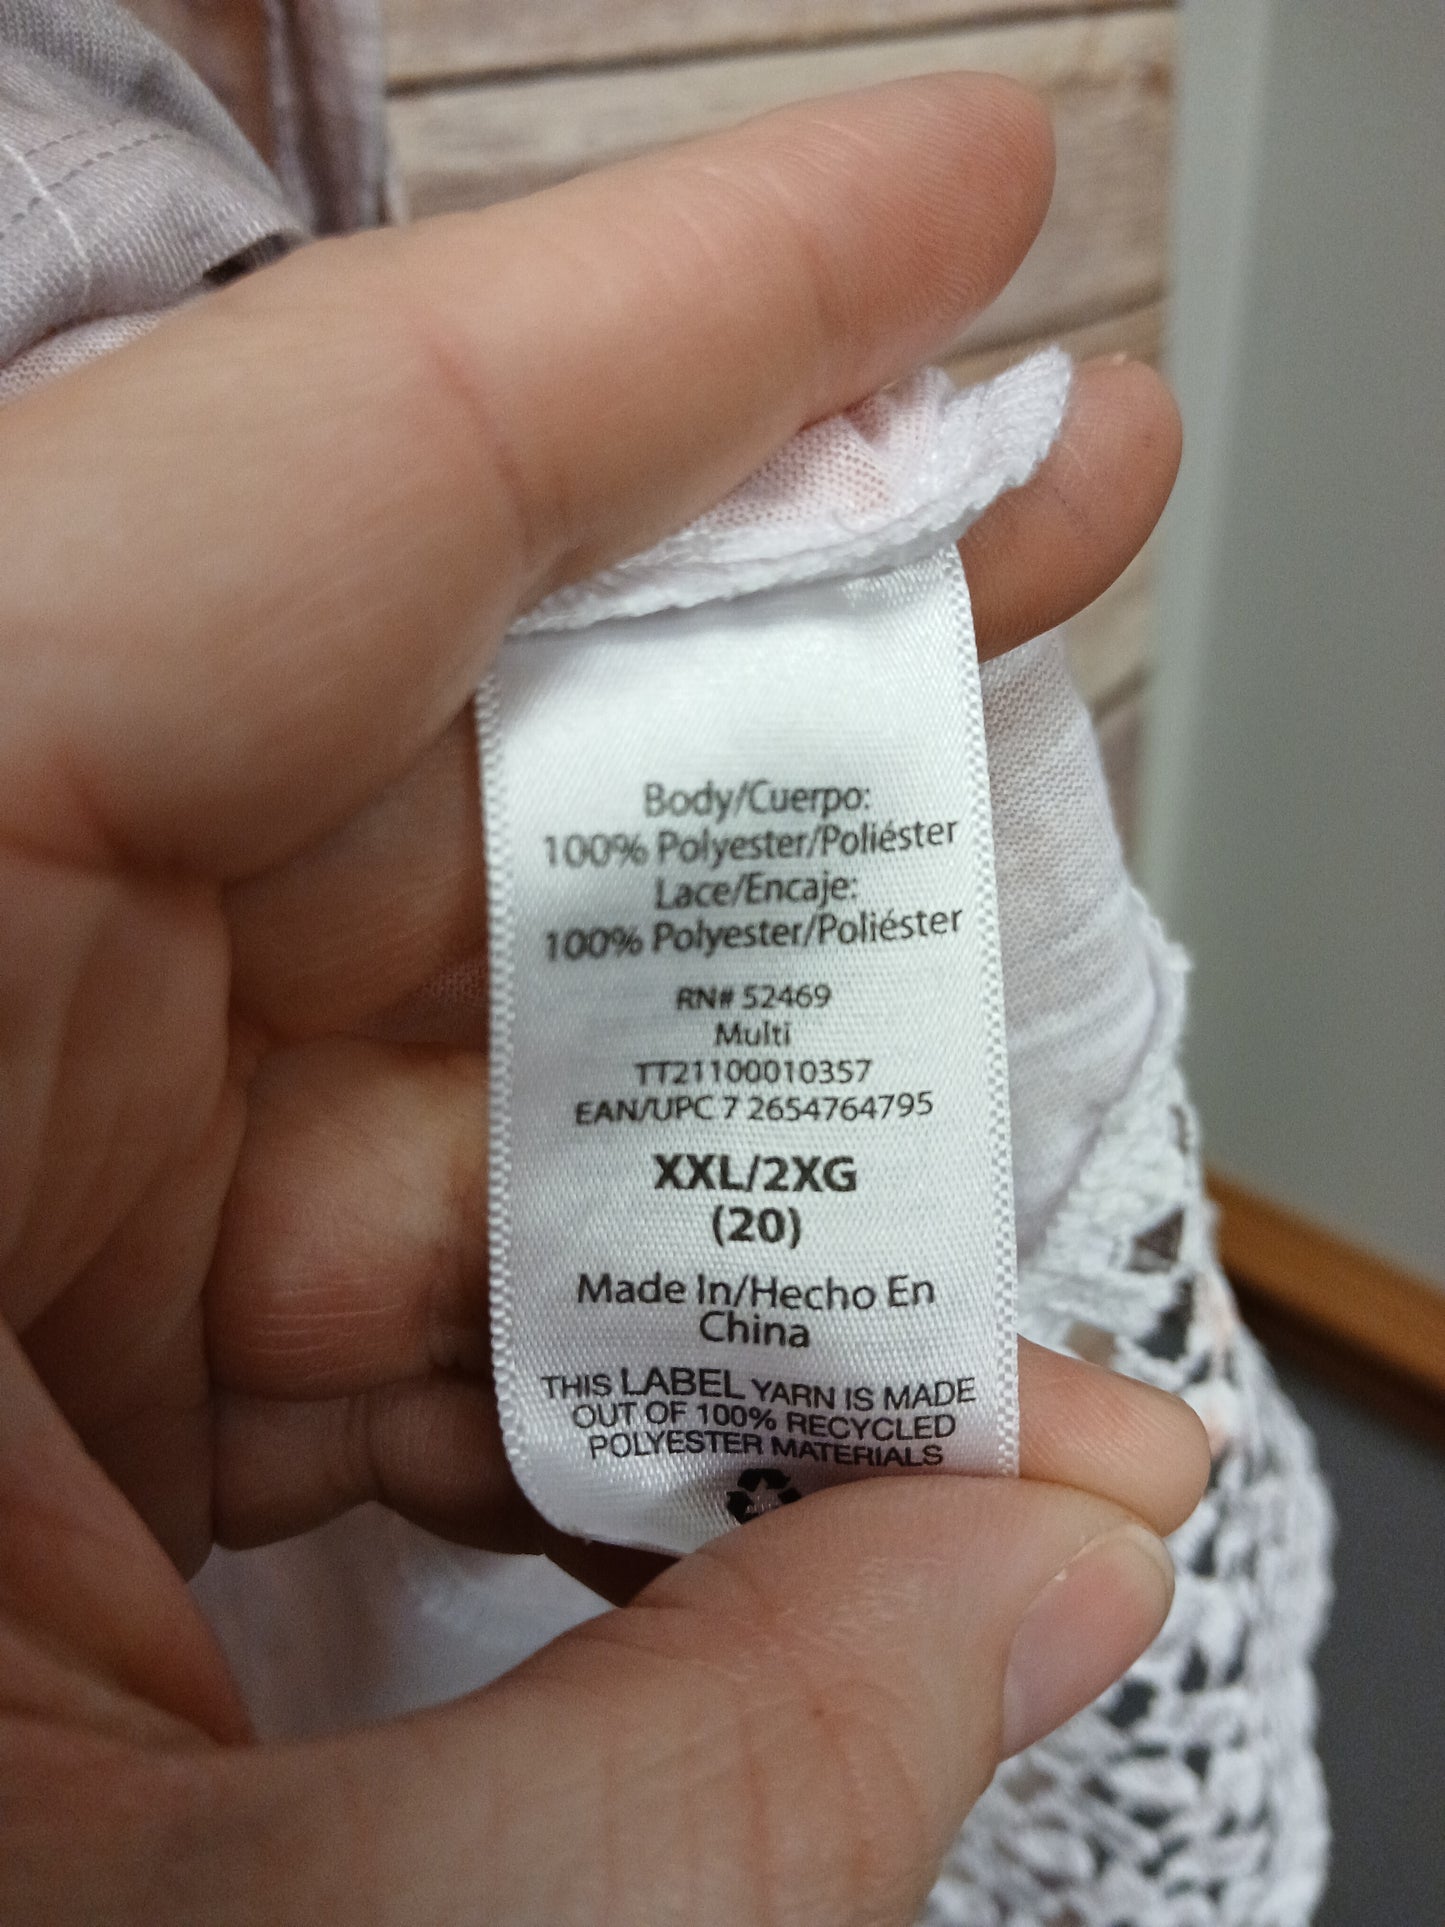 Body/Cuerpo:
100% Polyester/Poliéster
Lace/Encaje:
100% Polyester/Poliéster
RN# 52469
Multi
TT21100010357
EAN/UPC 7 2654764795
XXL/2XG
(20)
Made In/Hecho En
China
THIS LABEL YARN IS MADE
OUT OF 100% RECYCLED
POLYESTER MATERIALS